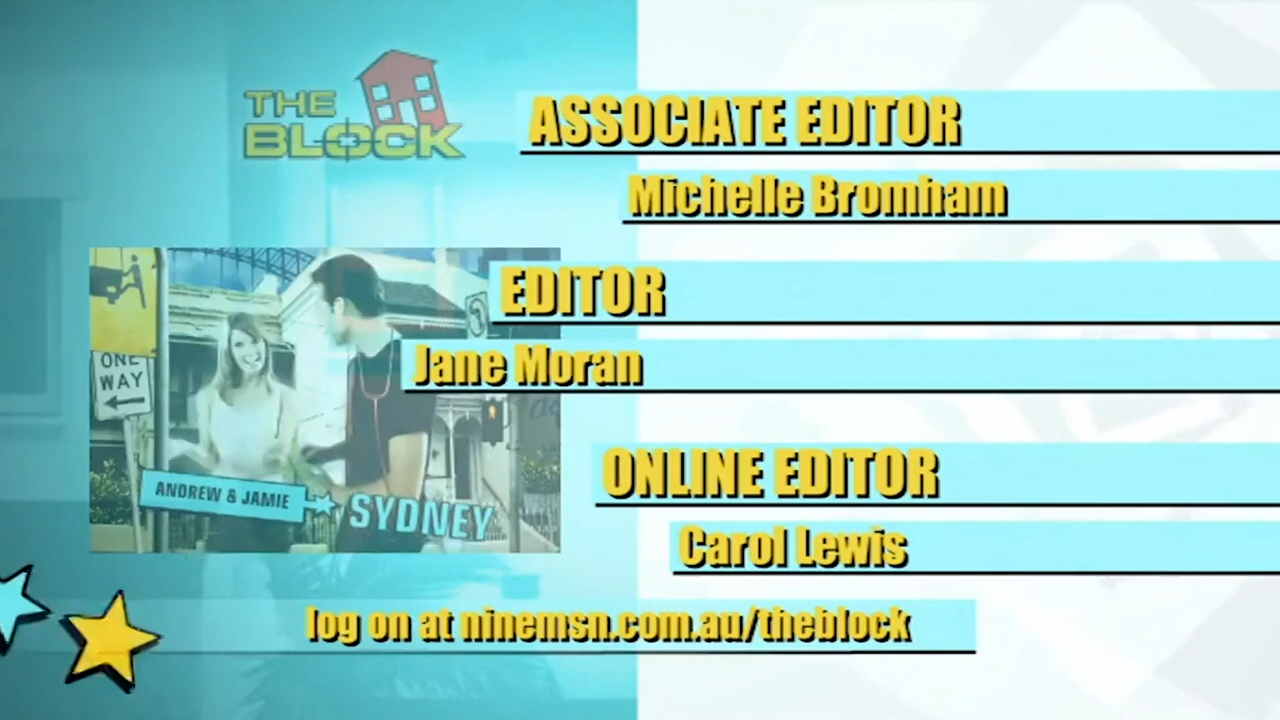 THE
BLOCK
ASSOCIATE EDITOR
Michelle Bromham
EDITOR
Jane Moran
ONE
WAY
ANDREW & JAMIE
SYDNEY
ONLINE EDITOR
Carol Lewis
log on at ninemsn.com.au/theblock